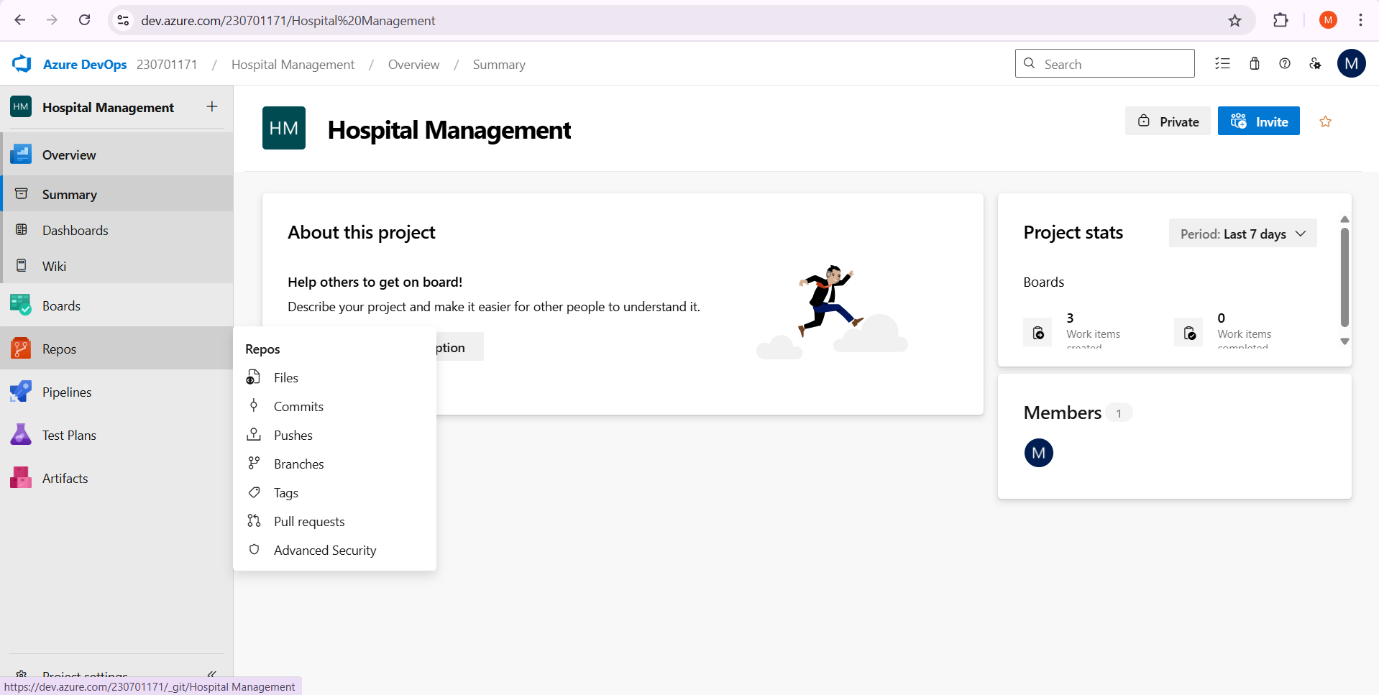 dev.azure.com/230701171/Hospital%20Management
M
Azure DevOps 230701171 / Hospital Management / Overview / Summary
Search
M
HM Hospital Management +
Overview
Summary
Dashboards
Wiki
Boards
Repos
Pipelines
Test Plans
Artifacts
Project settings
https://dev.azure.com/230701171/_git/Hospital Management
Repos
Files
Commits
Pushes
Branches
Tags
Pull requests
Advanced Security
HM Hospital Management
Private
Invite
About this project
Help others to get on board!
Describe your project and make it easier for other people to understand it.
Project stats
Period: Last 7 days
Boards
3
Work items
created
0
Work items
completed
Members 1
M